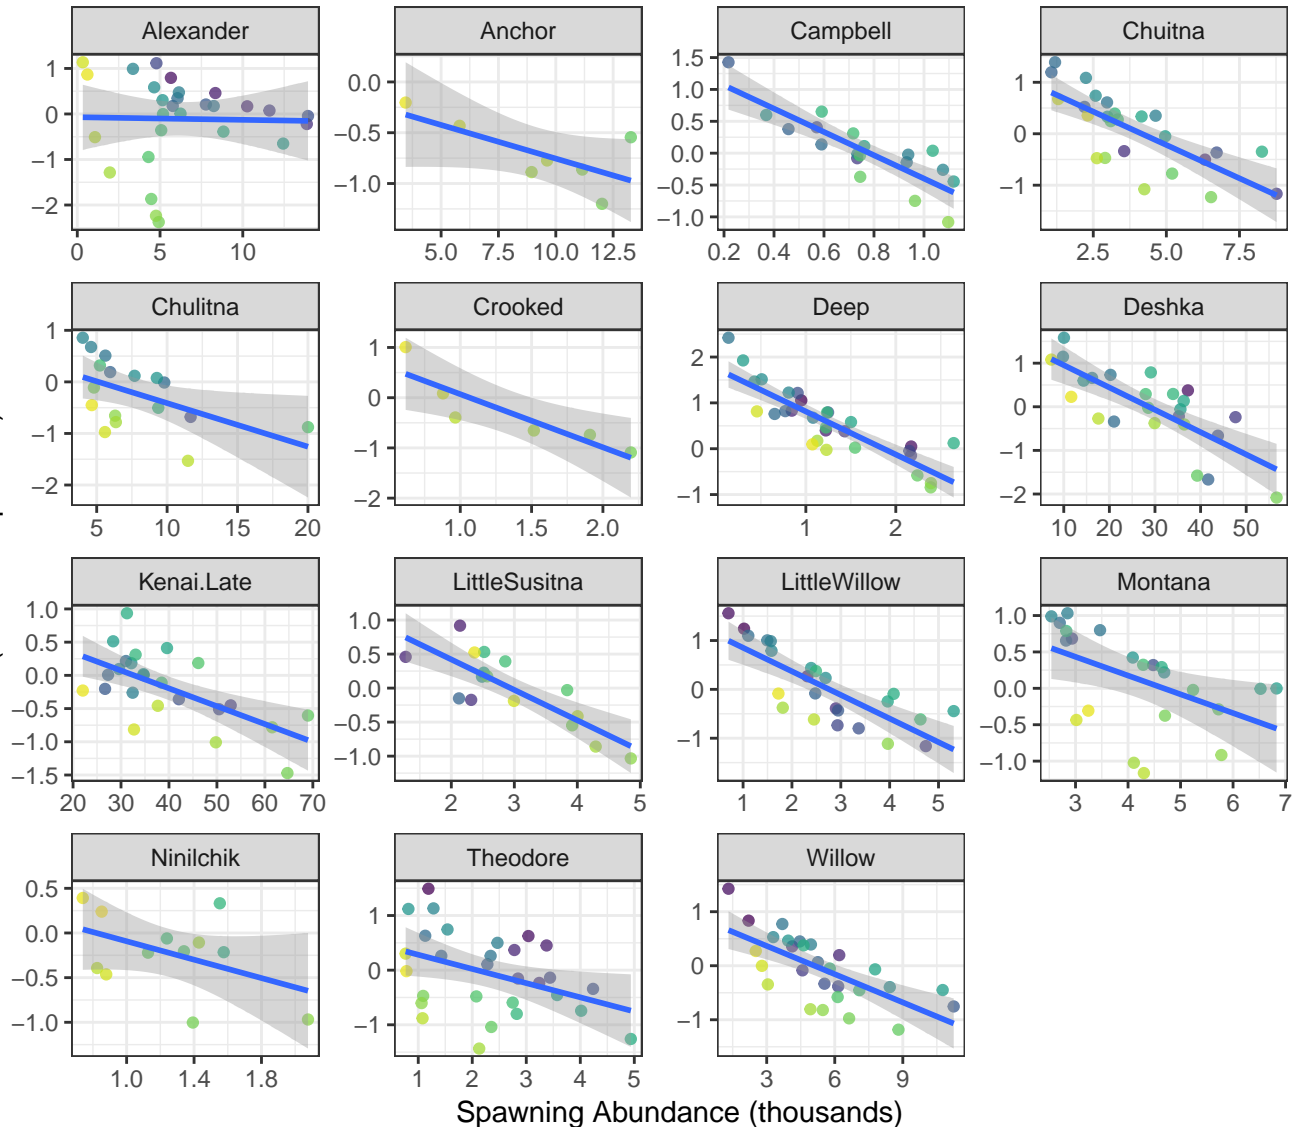 Alexander Anchor Campbell Chuitna
1 0 −1 −2
0.0 −0.5 −1.0
1.5 1.0 0.5 0.0 −0.5 −1.0
1 0 −1
0 5 10
5.0 7.5 10.0 12.5
0.2 0.4 0.6 0.8 1.0
2.5 5.0 7.5
Chulitna Crooked Deep Deshka
1 0 −1 −2
1 0 −1 −2
2 1 0 −1
1 0 −1 −2
5 10 15 20
1.0 1.5 2.0
1 2
10 20 30 40 50
Kenai.Late LittleSusitna LittleWillow Montana
1.0 0.5 0.0 −0.5 −1.0 −1.5
1.0 0.5 0.0 −0.5 −1.0
1 0 −1
1.0 0.5 0.0 −0.5 −1.0
20 30 40 50 60 70
2 3 4 5
1 2 3 4 5
3 4 5 6 7
Ninilchik Theodore Willow
0.5 0.0 −0.5 −1.0
1 0 −1
1 0 −1
1.0 1.4 1.8
1 2 3 4 5
3 6 9
Spawning Abundance (thousands)